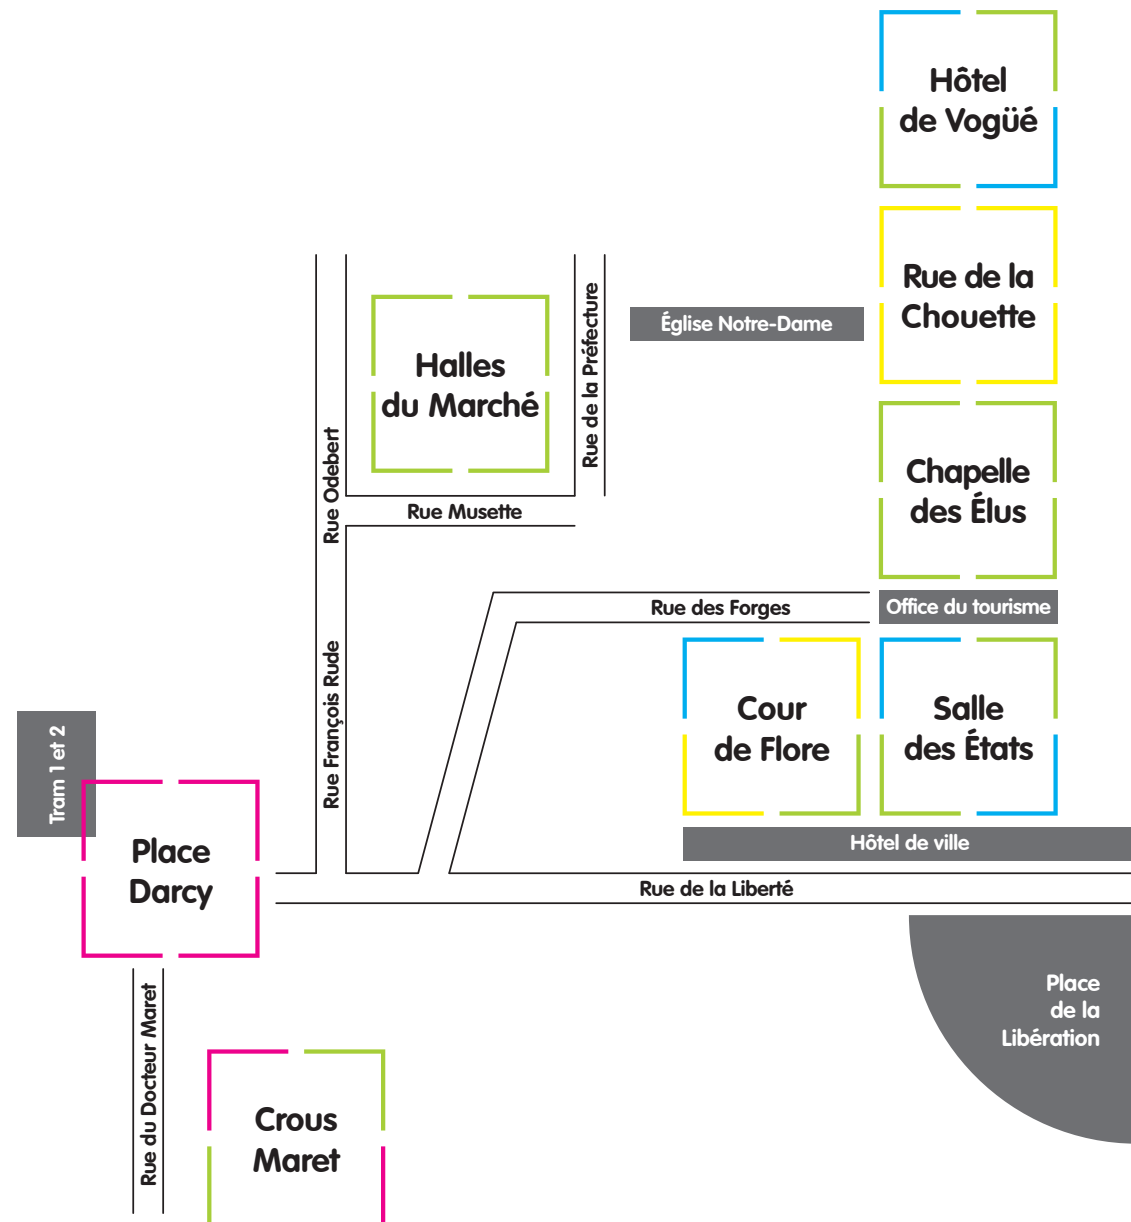 Hôtel
de Vogüé
Rue de la
Chouette
Église Notre-Dame
Rue de la Préfecture
Halles
du Marché
Rue Odebert
Chapelle
des Élus
Rue Musette
Rue des Forges
Office du tourisme
Rue François Rude
Cour
de Flore
Salle
des États
Tram 1 et 2
Hôtel de ville
Place
Darcy
Rue de la Liberté
Place
de la
Libération
Rue du Docteur Maret
Crous
Maret